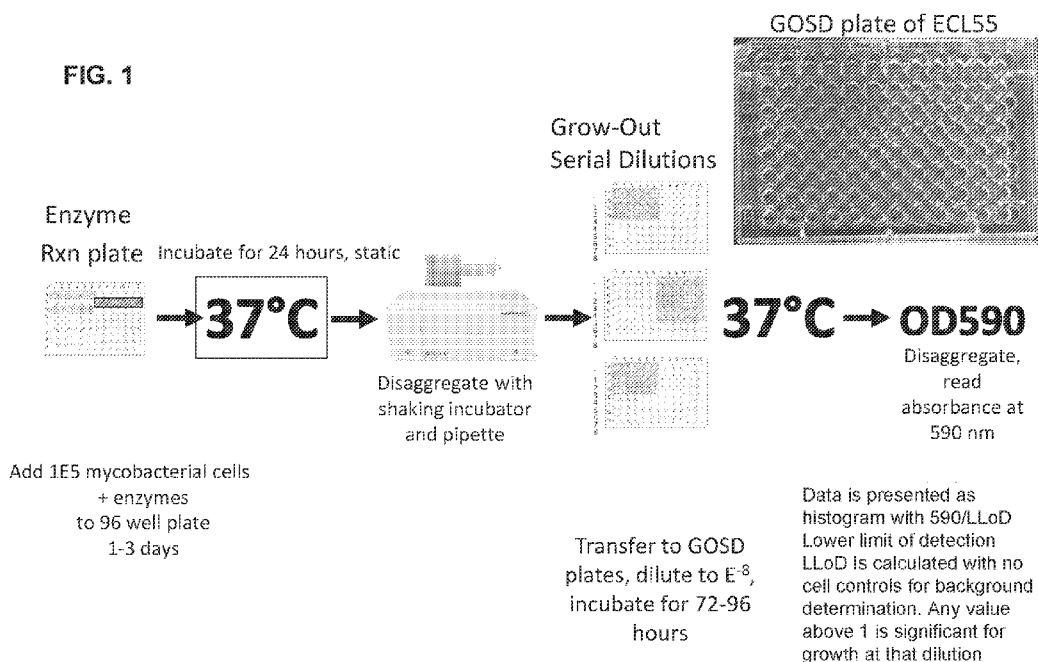 GOSD plate of ECL55
FIG. 1
Grow-Out
Serial Dilutions
Enzyme
Rxn plate
Incubate for 24 hours, static
37°C
37°C
OD590
Disaggregate with
shaking incubator
and pipette
Disaggregate,
read
absorbance at
590 nm
Add 1E5 mycobacterial cells
+ enzymes
to 96 well plate
1-3 days
Transfer to GOSD
plates, dilute to E-8,
incubate for 72-96
hours
Data is presented as
histogram with 590/LLoD
Lower limit of detection
LLoD is calculated with no
cell controls for background
determination. Any value
above 1 is significant for
growth at that dilution